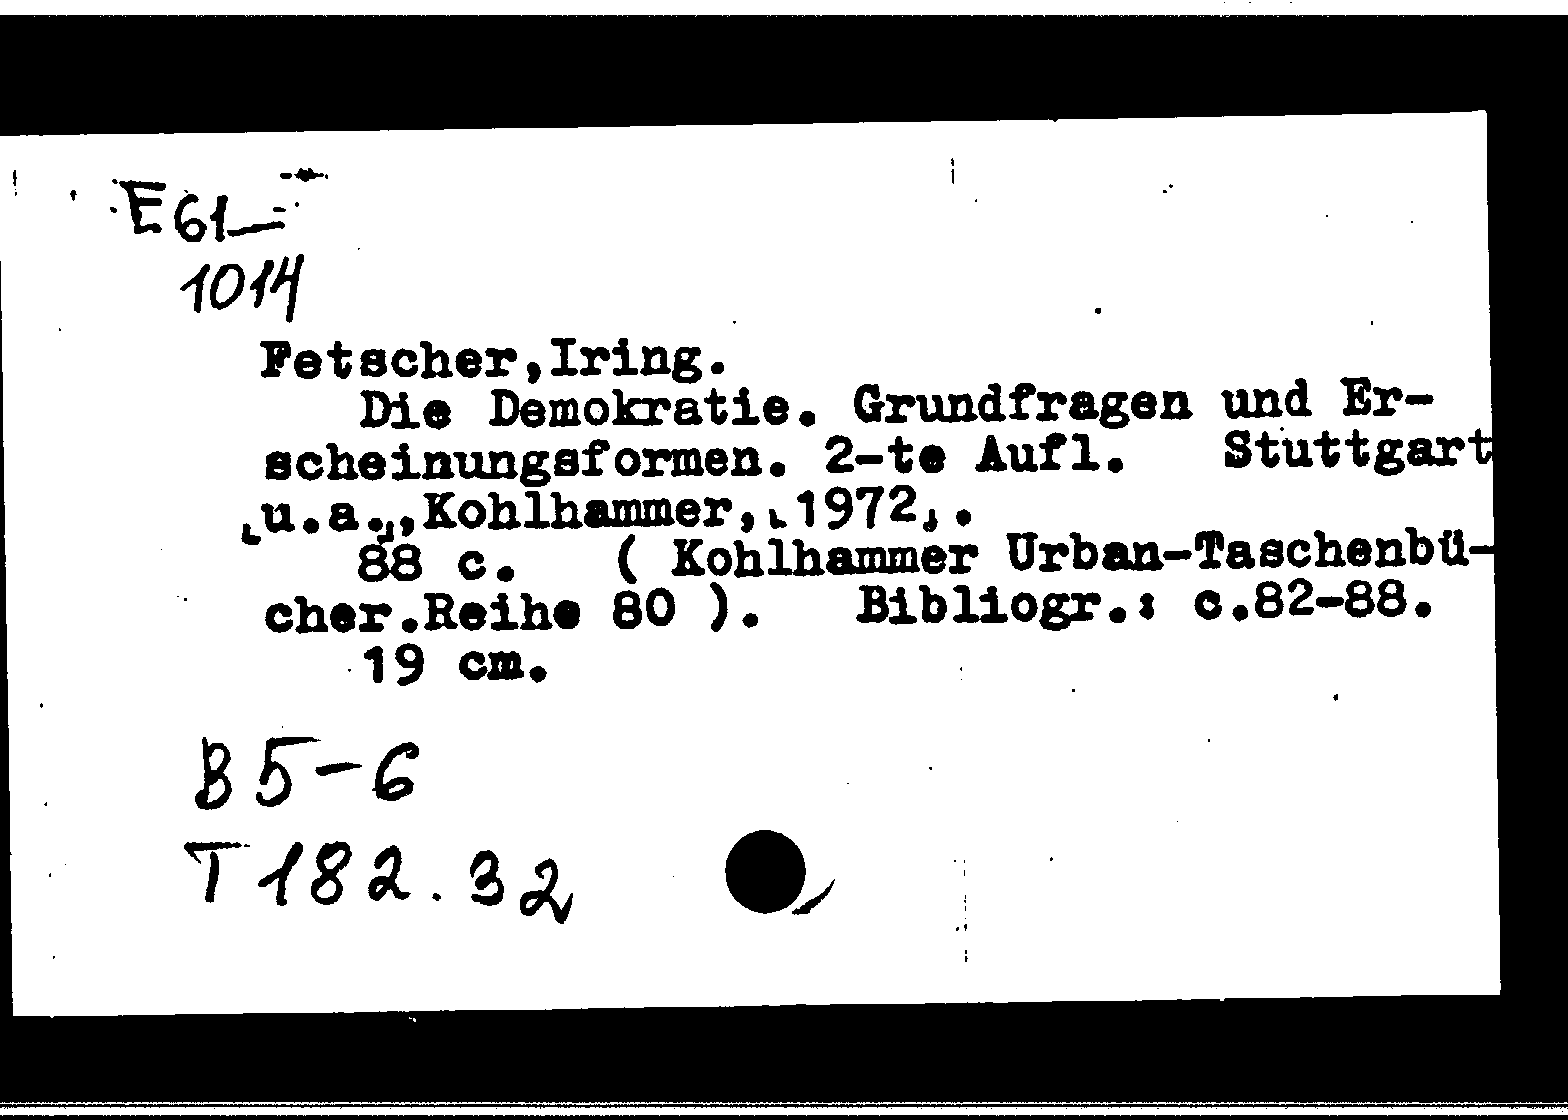 E61—
1014
Fetscher,Iring.
Die Demokratie. Grundfragen und Er-
scheinungsformen. 2-te Aufl. Stuttgart
[u.a.],Kohlhammer,[1972].
88 с. ( Kohlhammer Urban-Taschenbü-
cher.Reihe 80 ). Bibliogr.: с.82-88.
19 cm.
B5-6
T182.32